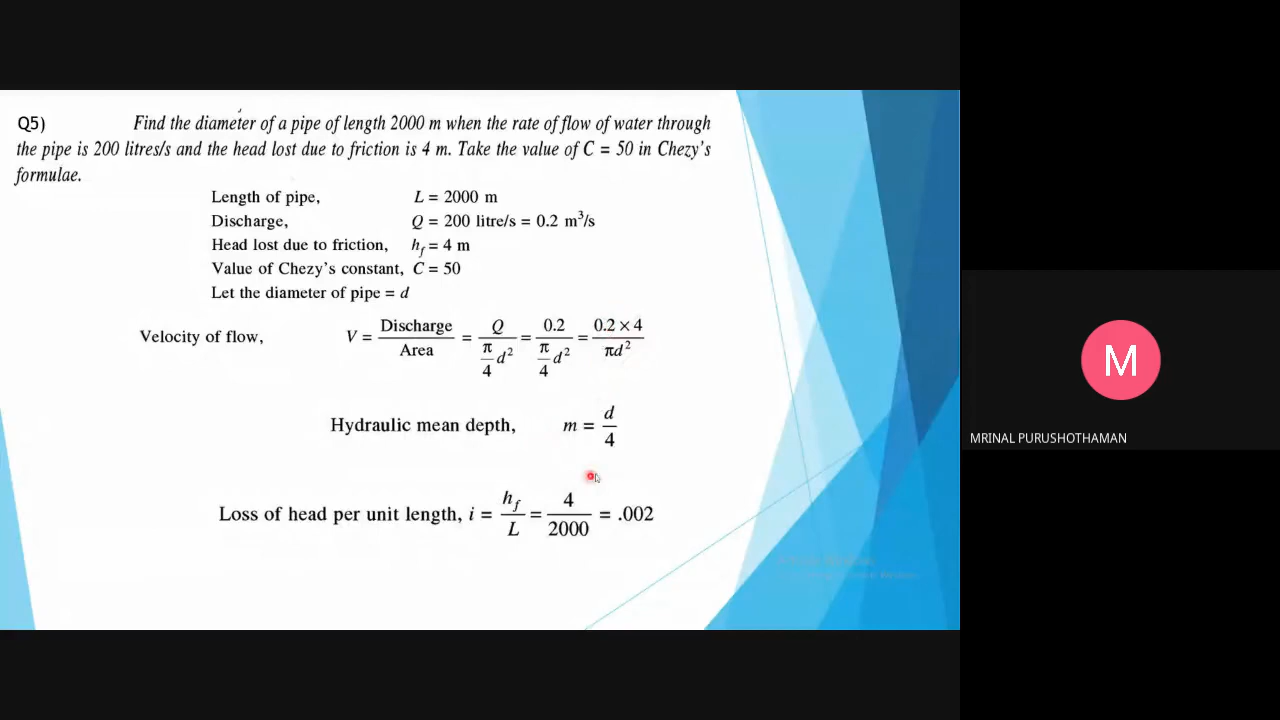 Q5) Find the diameter of a pipe of length 2000 m when the rate of flow of water through
the pipe is 200 litres/s and the head lost due to friction is 4 m. Take the value of C = 50 in Chezy's
formulae.
Length of pipe, L = 2000 m
Discharge, Q = 200 litre/s = 0.2 m³/s
Head lost due to friction, h_f = 4 m
Value of Chezy's constant, C = 50
Let the diameter of pipe = d
Velocity of flow, V = Discharge/Area = Q/(π/4 d²) = 0.2/(π/4 d²) = 0.2 × 4/πd²
Hydraulic mean depth, m = d/4
Loss of head per unit length, i = h_f/L = 4/2000 = .002
M
MRINAL PURUSHOTHAMAN